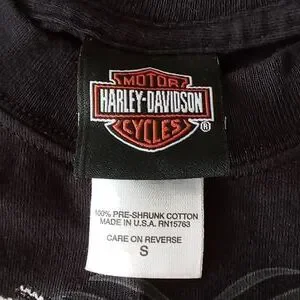 MOTOR
HARLEY-DAVIDSON
CYCLES
®
100% PRE-SHRUNK COTTON
MADE IN U.S.A. RN15763
CARE ON REVERSE
S